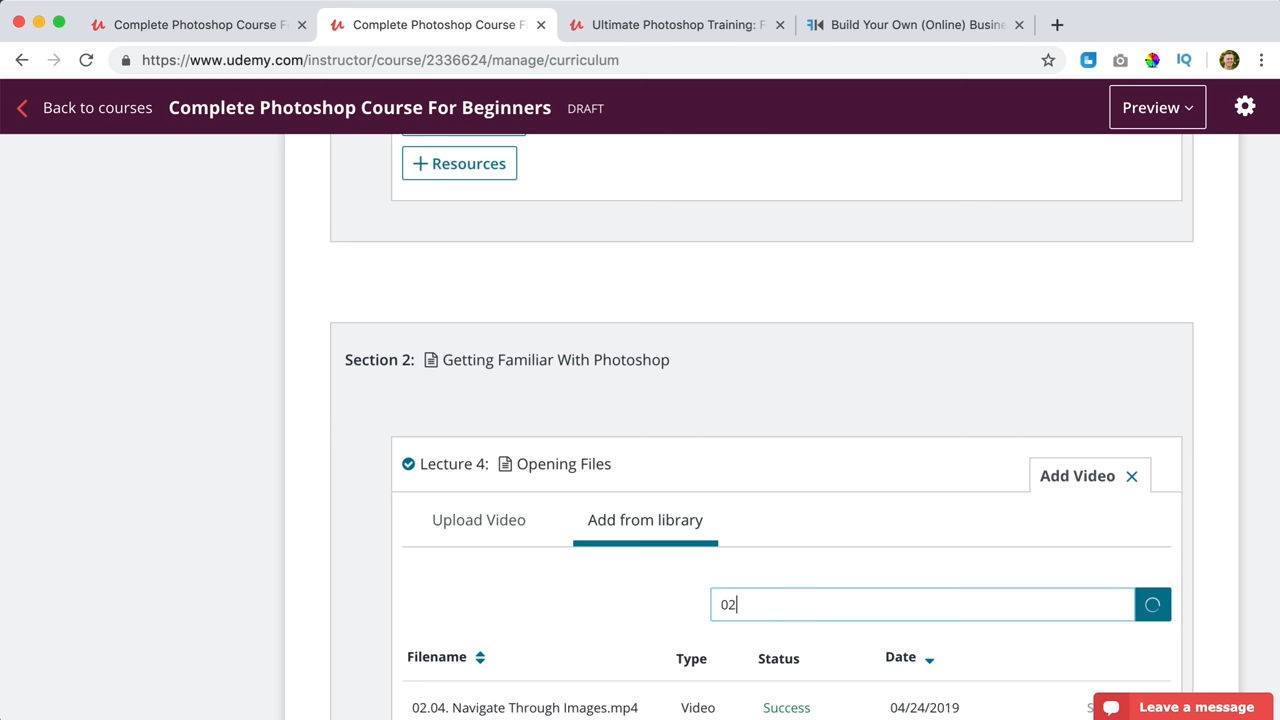 Complete Photoshop Course F
Complete Photoshop Course F
Ultimate Photoshop Training: F
Build Your Own (Online) Busine
https://www.udemy.com/instructor/course/2336624/manage/curriculum
IQ
Back to courses
Complete Photoshop Course For Beginners
DRAFT
Preview
+ Resources
Section 2: Getting Familiar With Photoshop
Lecture 4: Opening Files
Add Video
Upload Video
Add from library
02
Filename
Type
Status
Date
02.04. Navigate Through Images.mp4
Video
Success
04/24/2019
Leave a message